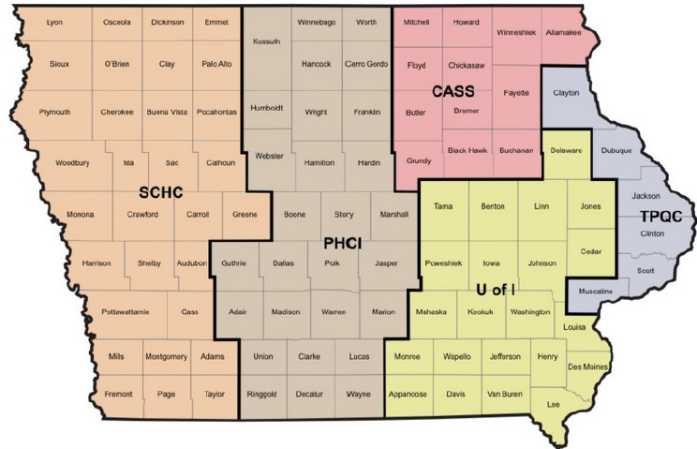 Lyon Osceola Dickinson Emmet Winnebago Worth Mitchell Howard Winneshiek Allamakee
Kossuth
Sioux O'Brien Clay Palo Alto Hancock Cerro Gordo Floyd Chickasaw
CASS
Fayette Clayton
Plymouth Cherokee Buena Vista Pocahontas Humboldt Wright Franklin Butler Bremer
Woodbury Ida Sac Calhoun Webster Hamilton Hardin Grundy Black Hawk Buchanan Delaware Dubuque
SCHC
Monona Crawford Carroll Greene Boone Story Marshall Tama Benton Linn Jones Jackson
TPQC
PHCI
Clinton
Harrison Shelby Audubon Guthrie Dallas Polk Jasper Poweshiek Iowa Johnson Cedar Scott
U of I
Muscatine
Pottawattamie Cass Adair Madison Warren Marion Mahaska Keokuk Washington
Louisa
Mills Montgomery Adams Union Clarke Lucas Monroe Wapello Jefferson Henry
Des Moines
Fremont Page Taylor Ringgold Decatur Wayne Appanoose Davis Van Buren
Lee